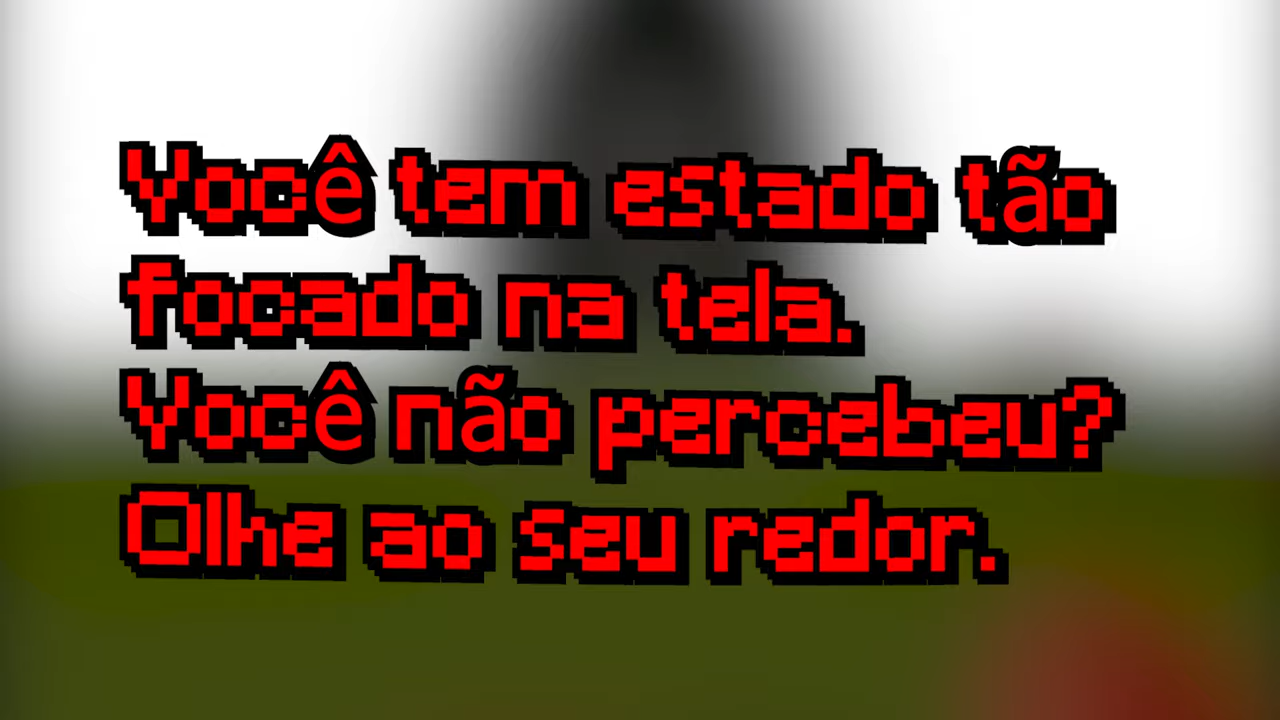 Você tem estado tão
focado na tela.
Você não percebeu?
Olhe ao seu redor.